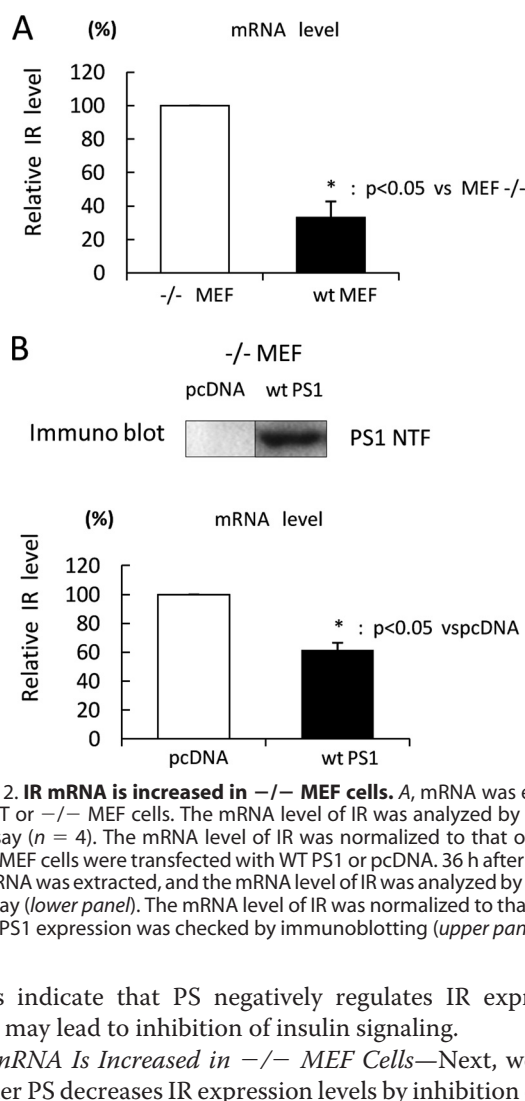 A (%) mRNA level
120
100
80
60
40
20
0
Relative IR level
* : p<0.05 vs MEF -/-
-/- MEF wt MEF
B
-/- MEF
pcDNA wt PS1
Immuno blot PS1 NTF
(%) mRNA level
120
100
80
60
40
20
0
Relative IR level
* : p<0.05 vspcDNA
pcDNA wt PS1
2. IR mRNA is increased in −/− MEF cells. A, mRNA was e
T or −/− MEF cells. The mRNA level of IR was analyzed by
say (n = 4). The mRNA level of IR was normalized to that o
MEF cells were transfected with WT PS1 or pcDNA. 36 h after
RNA was extracted, and the mRNA level of IR was analyzed by
ay (lower panel). The mRNA level of IR was normalized to tha
PS1 expression was checked by immunoblotting (upper pan
s indicate that PS negatively regulates IR expr
may lead to inhibition of insulin signaling.
mRNA Is Increased in −/− MEF Cells—Next, we
er PS decreases IR expression levels by inhibition